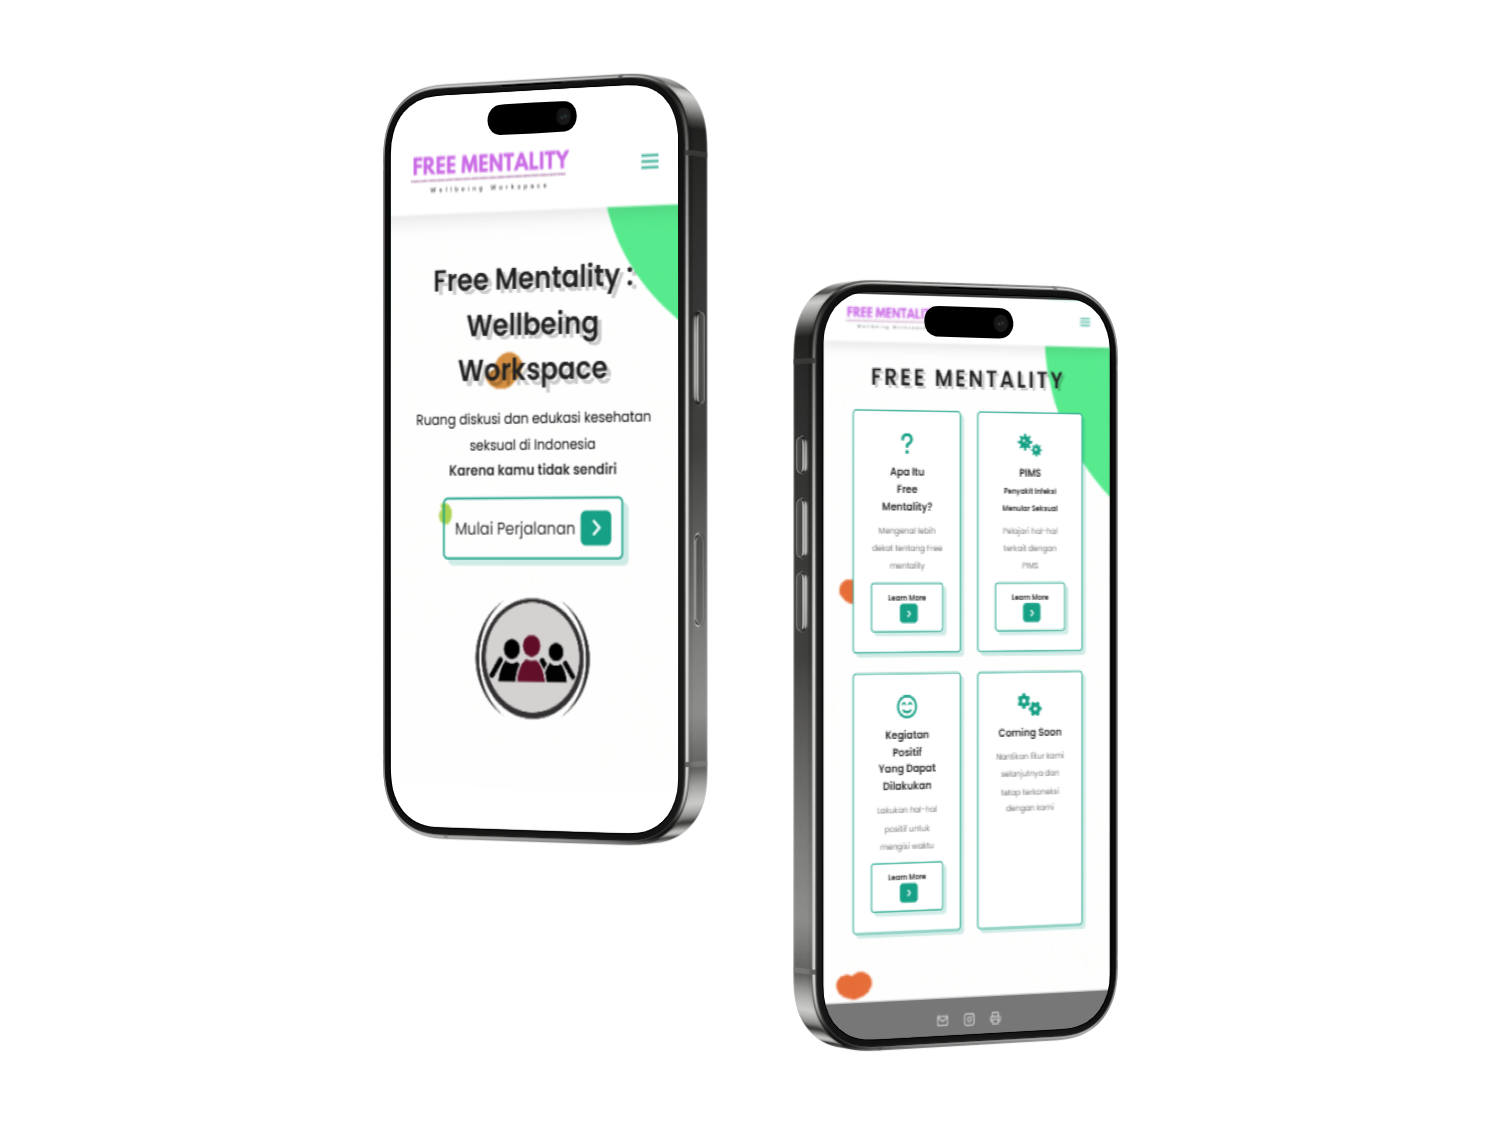 FREE MENTALITY
Wellbeing Workspace
Free Mentality :
Wellbeing
Workspace
Ruang diskusi dan edukasi kesehatan
seksual di Indonesia
Karena kamu tidak sendiri
Mulai Perjalanan
FREE MENTALI
Wellbeing Workspace
FREE MENTALITY
Apa Itu
Free
Mentality?
Mengenal lebih
dekat tentang Free
mentality
Learn More
PIMS
Penyakit Infeksi
Menular Seksual
Pelajari hal-hal
terkait dengan
PIMS
Learn More
Kegiatan
Positif
Yang Dapat
Dilakukan
Lakukan hal-hal
positif untuk
mengisi waktu
Learn More
Coming Soon
Nantikan fitur kami
selanjutnya dan
tetap terkoneksi
dengan kami